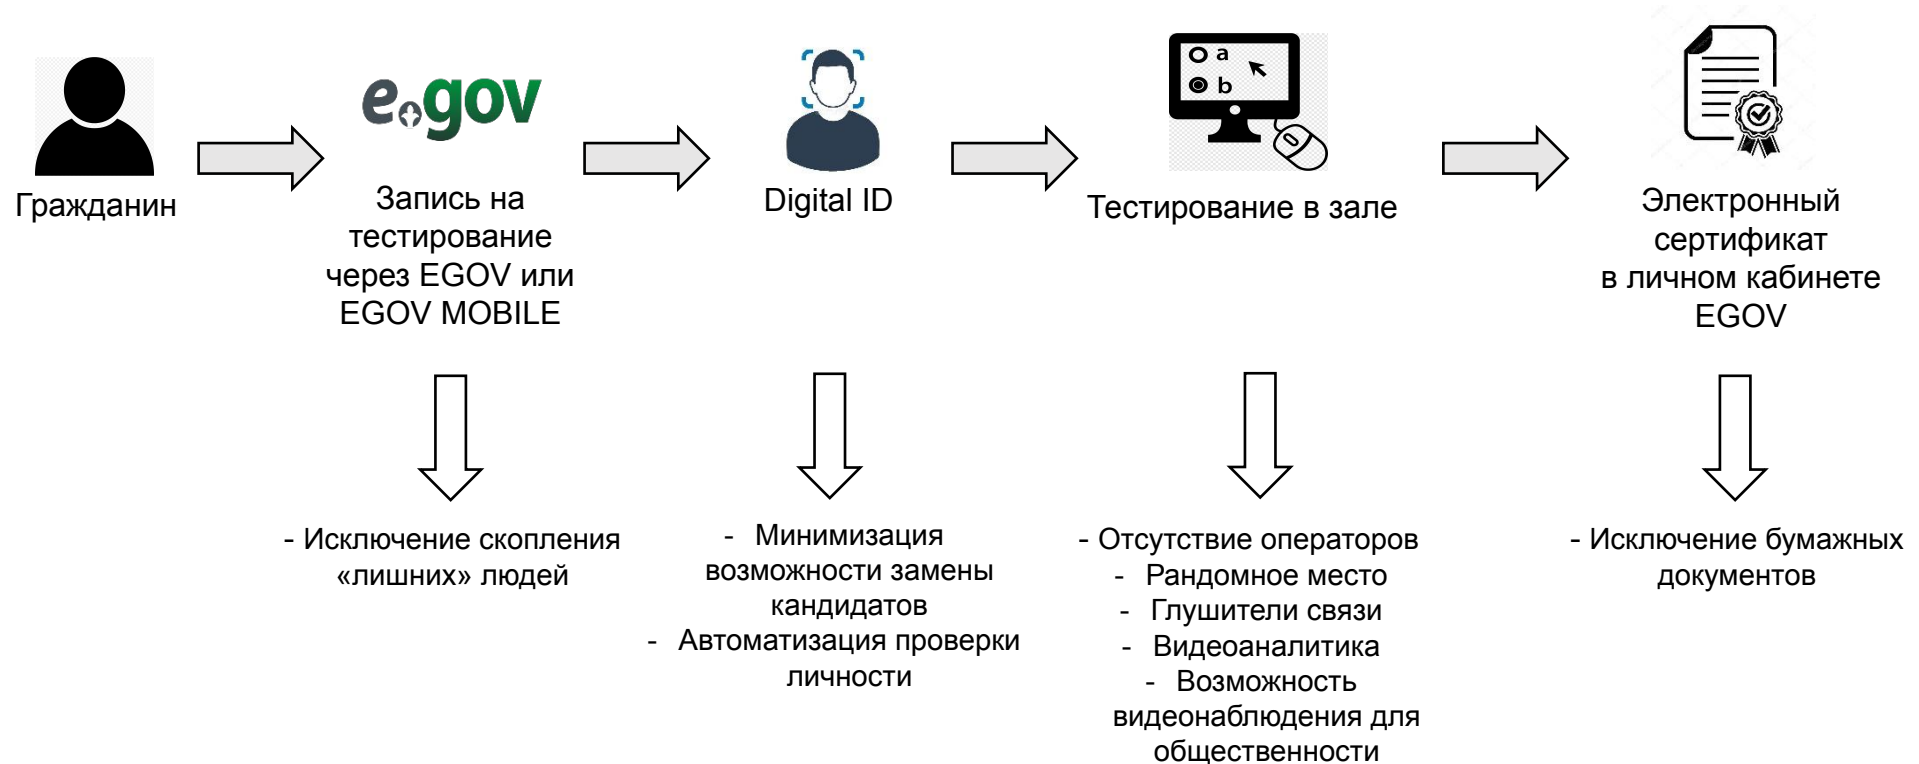 e.gov
a
b
Гражданин
Запись на
тестирование
через EGOV или
EGOV MOBILE
Digital ID
Тестирование в зале
Электронный
сертификат
в личном кабинете
EGOV
- Исключение скопления
«лишних» людей
- Минимизация
возможности замены
кандидатов
- Автоматизация проверки
личности
- Отсутствие операторов
- Рандомное место
- Глушители связи
- Видеоаналитика
- Возможность
видеонаблюдения для
общественности
- Исключение бумажных
документов